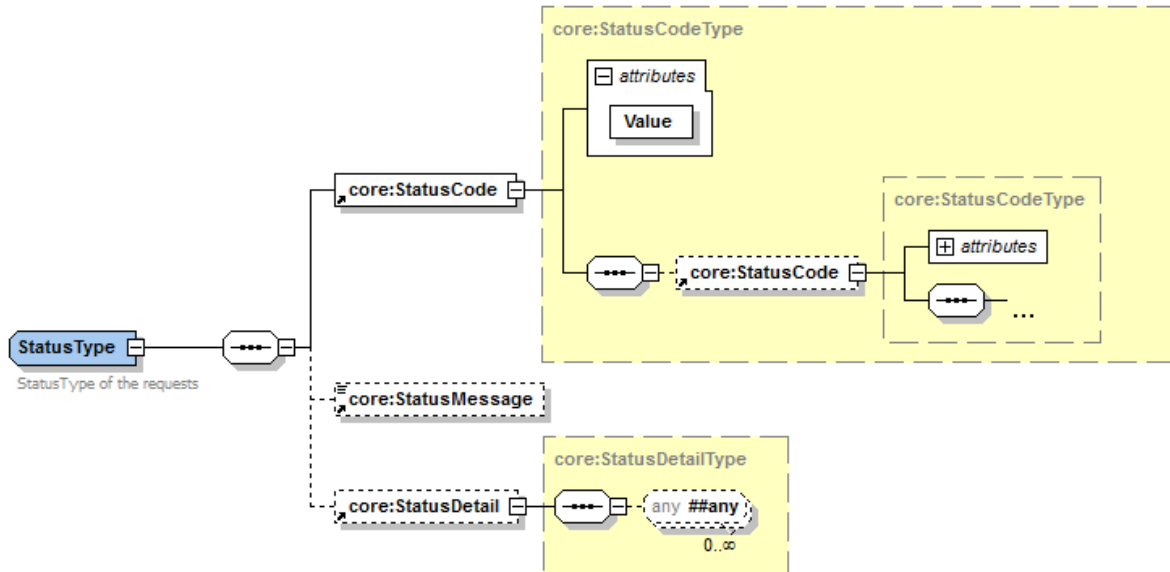 core:StatusCodeType
attributes
Value
core:StatusCode
core:StatusCodeType
attributes
core:StatusCode
...
StatusType
StatusType of the requests
core:StatusMessage
core:StatusDetailType
core:StatusDetail
any ##any
0..∞